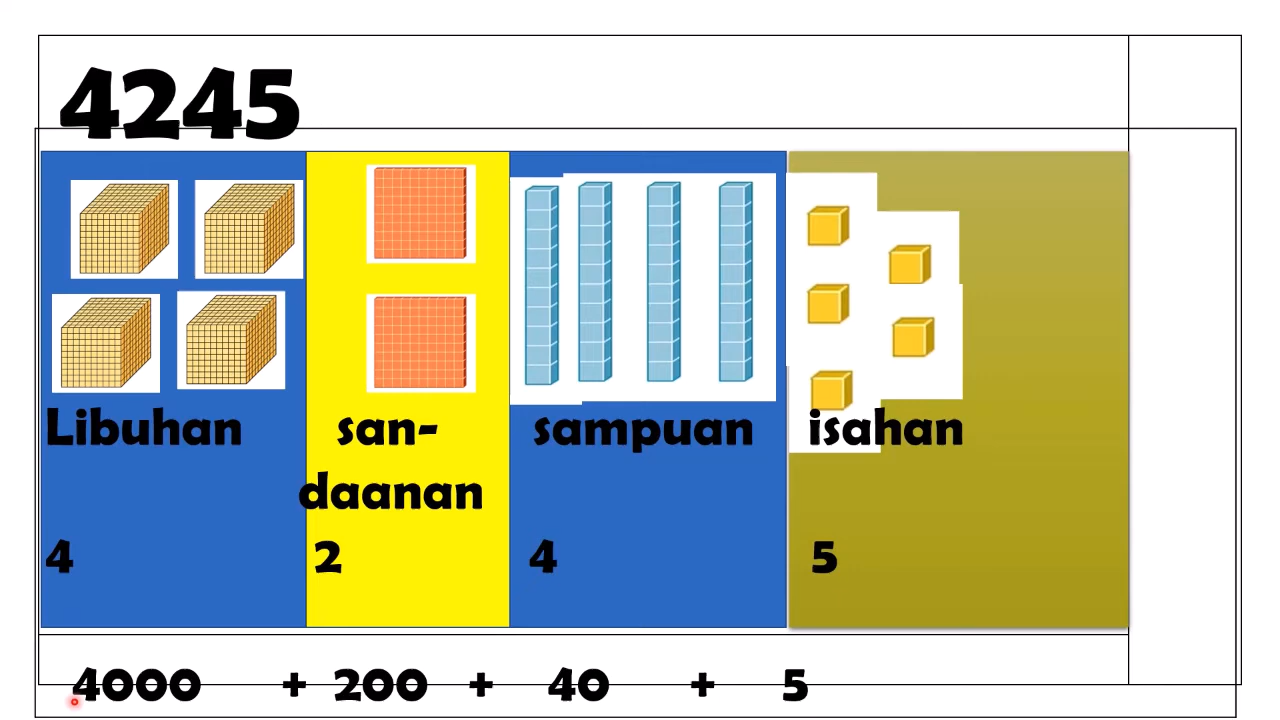 4245
Libuhan san- sampuan isahan
daanan
4 2 4 5
4000 + 200 + 40 + 5